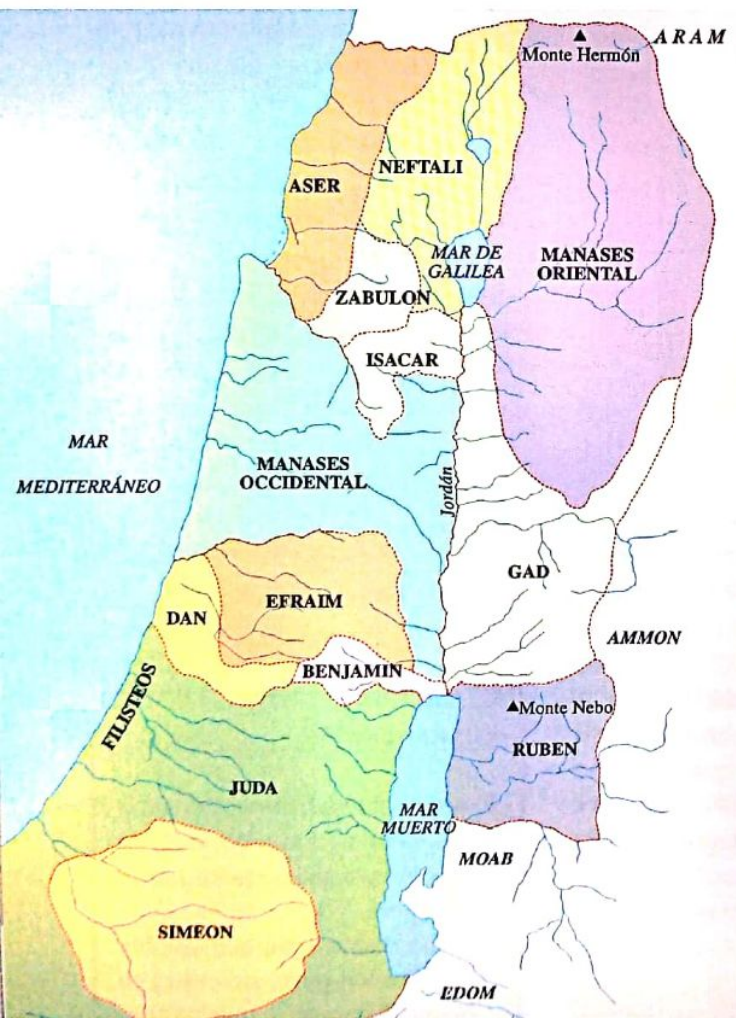 ARAM
Monte Hermón
NEFTALI
ASER
MAR DE
GALILEA
MANASES
ORIENTAL
ZABULON
ISACAR
MAR
MEDITERRÁNEO
MANASES
OCCIDENTAL
Jordán
GAD
EFRAIM
DAN
AMMON
BENJAMIN
FILISTEOS
Monte Nebo
RUBEN
JUDA
MAR
MUERTO
MOAB
SIMEON
EDOM